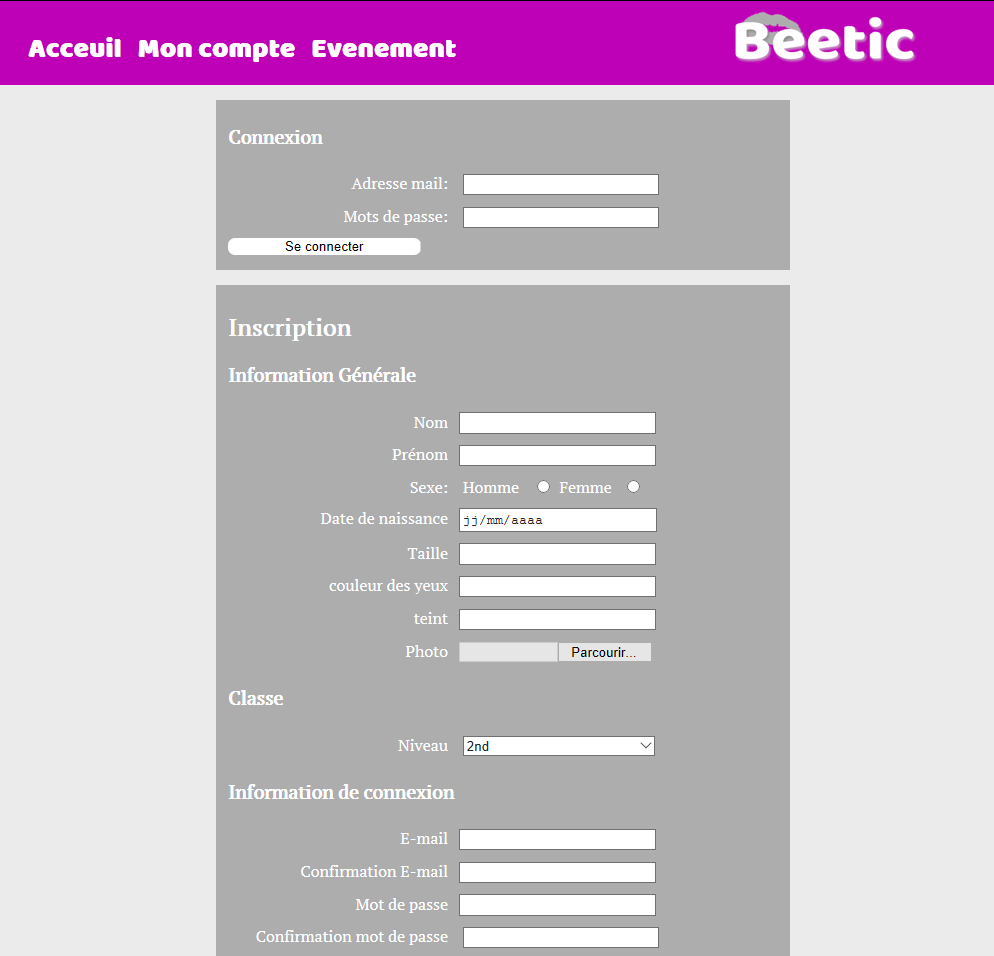 Acceuil Mon compte Evenement Beetic
Connexion
Adresse mail:
Mots de passe:
Se connecter
Inscription
Information Générale
Nom
Prénom
Sexe: Homme Femme
Date de naissance jj/mm/aaaa
Taille
couleur des yeux
teint
Photo Parcourir...
Classe
Niveau 2nd
Information de connexion
E-mail
Confirmation E-mail
Mot de passe
Confirmation mot de passe